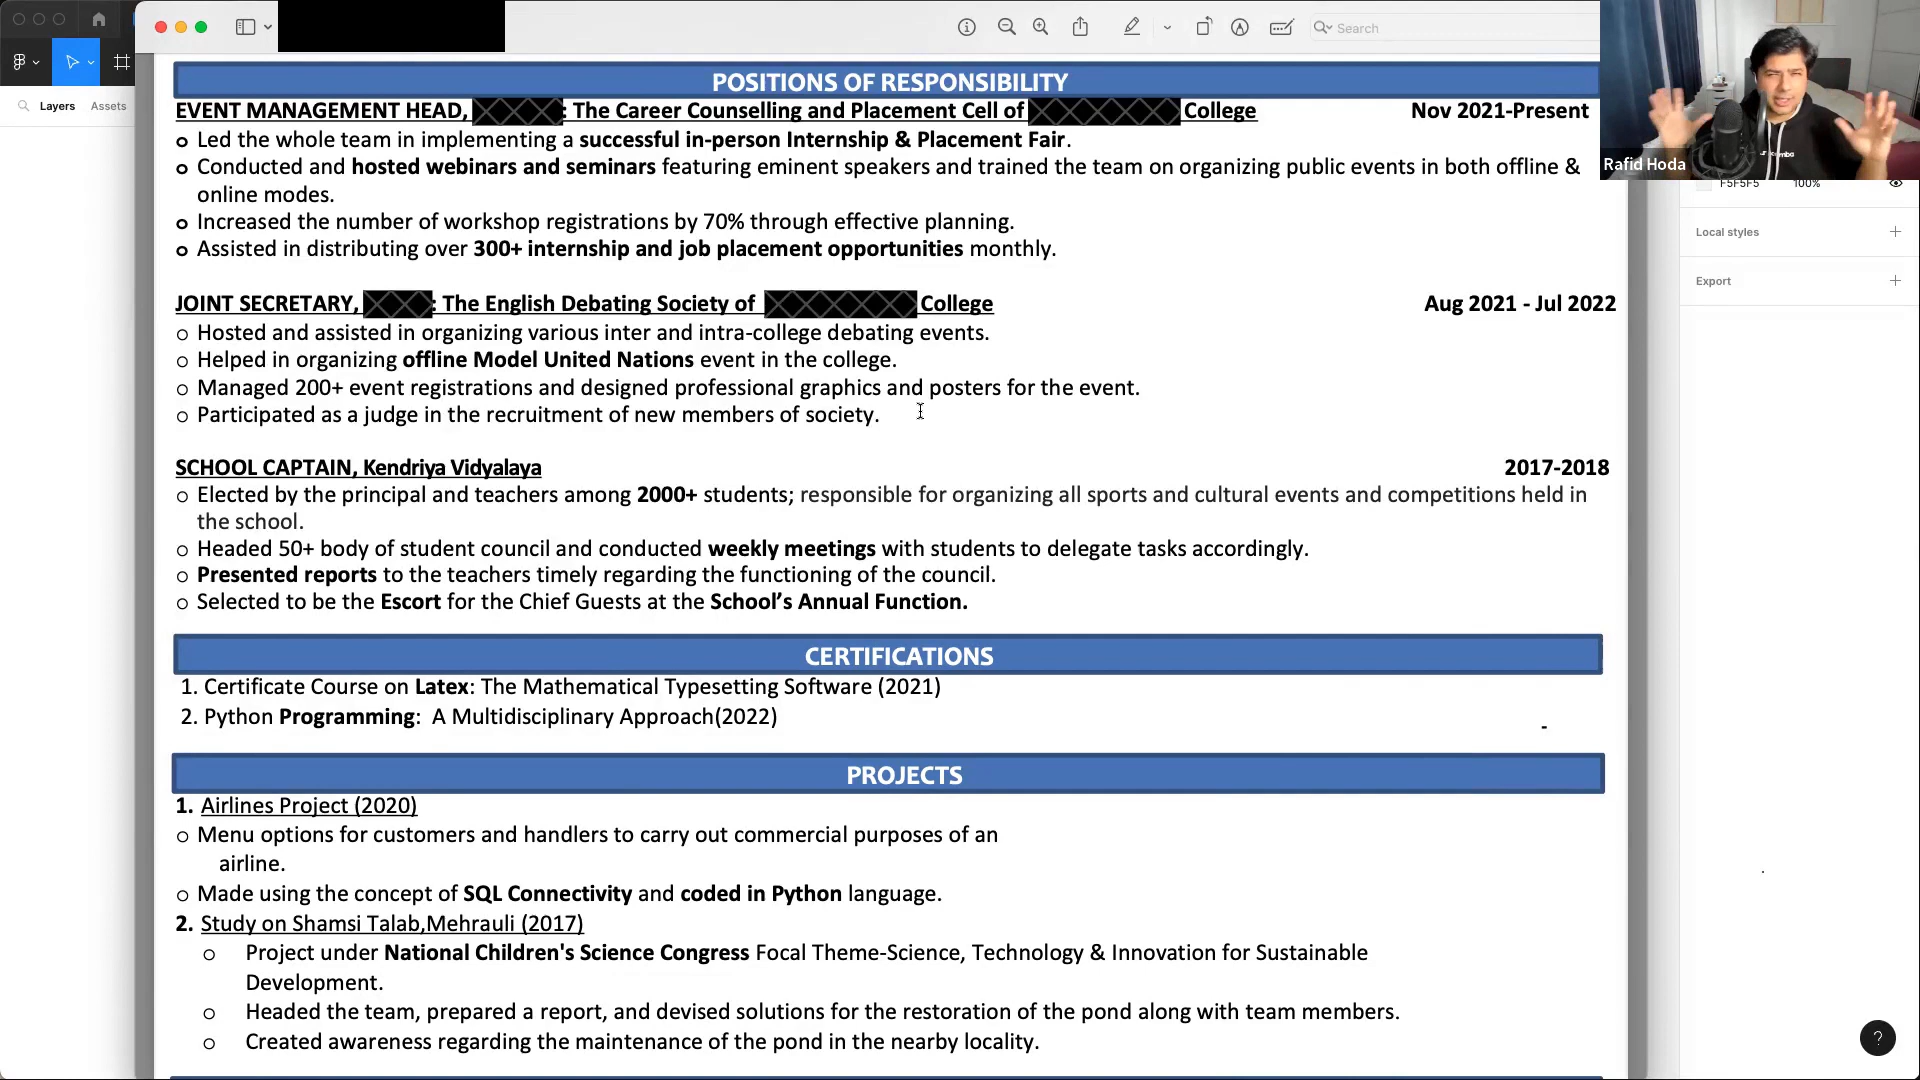 Search
Layers
Assets
Rafid Hoda
F5F5F5 100%
Local styles
Export
POSITIONS OF RESPONSIBILITY
EVENT MANAGEMENT HEAD, : The Career Counselling and Placement Cell of College Nov 2021-Present
o Led the whole team in implementing a successful in-person Internship & Placement Fair.
o Conducted and hosted webinars and seminars featuring eminent speakers and trained the team on organizing public events in both offline &
online modes.
o Increased the number of workshop registrations by 70% through effective planning.
o Assisted in distributing over 300+ internship and job placement opportunities monthly.
JOINT SECRETARY, : The English Debating Society of College Aug 2021 - Jul 2022
o Hosted and assisted in organizing various inter and intra-college debating events.
o Helped in organizing offline Model United Nations event in the college.
o Managed 200+ event registrations and designed professional graphics and posters for the event.
o Participated as a judge in the recruitment of new members of society.
SCHOOL CAPTAIN, Kendriya Vidyalaya 2017-2018
o Elected by the principal and teachers among 2000+ students; responsible for organizing all sports and cultural events and competitions held in
the school.
o Headed 50+ body of student council and conducted weekly meetings with students to delegate tasks accordingly.
o Presented reports to the teachers timely regarding the functioning of the council.
o Selected to be the Escort for the Chief Guests at the School’s Annual Function.
CERTIFICATIONS
1. Certificate Course on Latex: The Mathematical Typesetting Software (2021)
2. Python Programming: A Multidisciplinary Approach(2022)
-
PROJECTS
1. Airlines Project (2020)
o Menu options for customers and handlers to carry out commercial purposes of an
airline.
o Made using the concept of SQL Connectivity and coded in Python language.
2. Study on Shamsi Talab,Mehrauli (2017)
o Project under National Children's Science Congress Focal Theme-Science, Technology & Innovation for Sustainable
Development.
o Headed the team, prepared a report, and devised solutions for the restoration of the pond along with team members.
o Created awareness regarding the maintenance of the pond in the nearby locality.
?